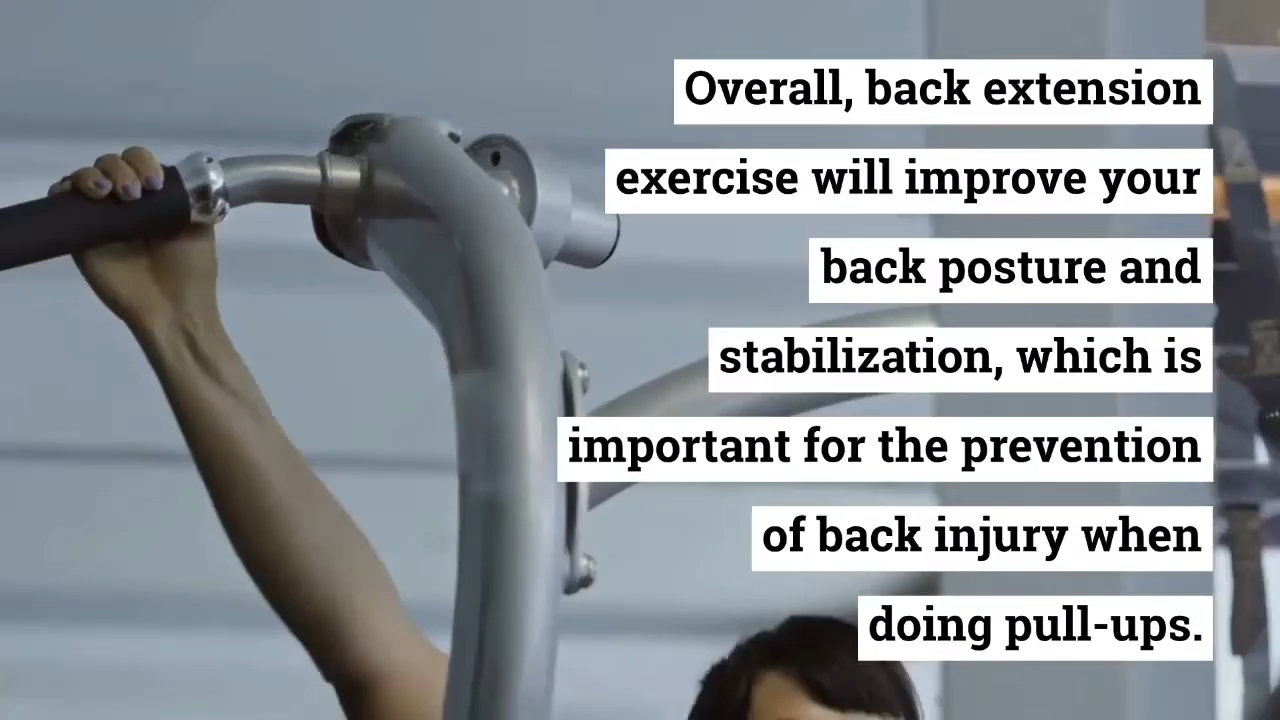 Overall, back extension
exercise will improve your
back posture and
stabilization, which is
important for the prevention
of back injury when
doing pull-ups.